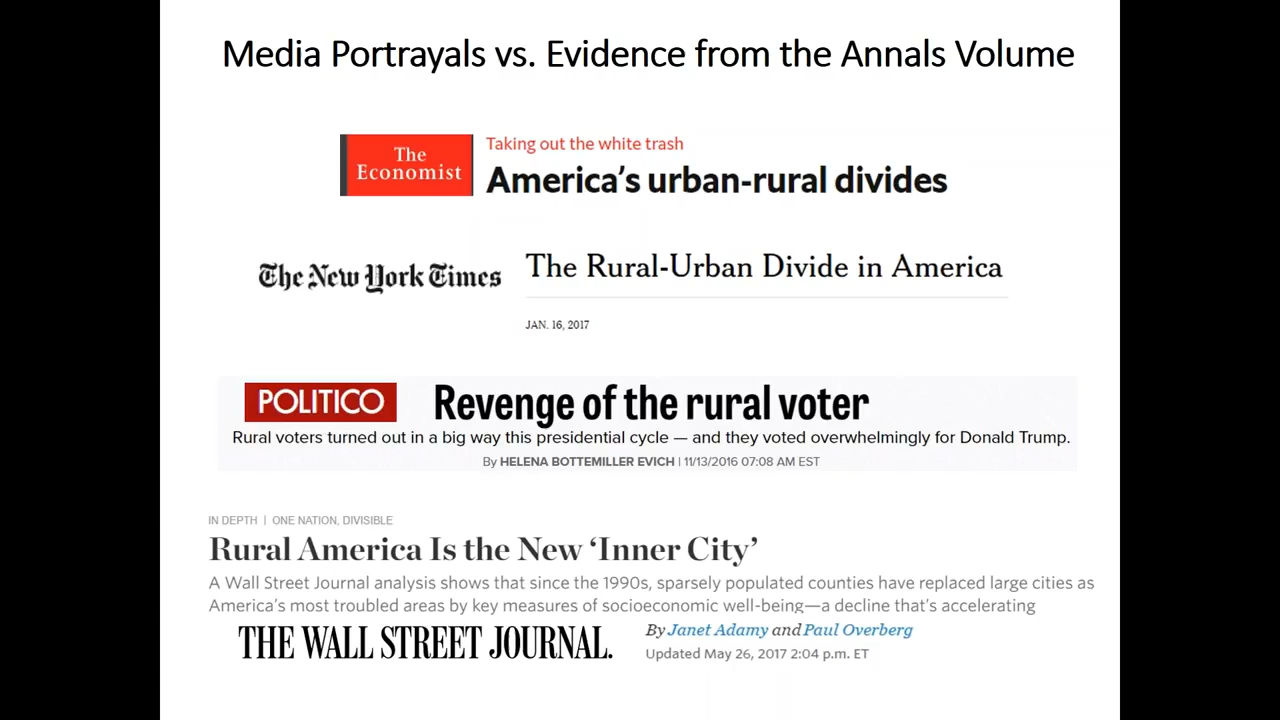 Media Portrayals vs. Evidence from the Annals Volume
The
Economist
Taking out the white trash
America's urban-rural divides
The New York Times
The Rural-Urban Divide in America
JAN. 16, 2017
POLITICO
Revenge of the rural voter
Rural voters turned out in a big way this presidential cycle — and they voted overwhelmingly for Donald Trump.
By HELENA BOTTEMILLER EVICH | 11/13/2016 07:08 AM EST
IN DEPTH | ONE NATION, DIVISIBLE
Rural America Is the New ‘Inner City’
A Wall Street Journal analysis shows that since the 1990s, sparsely populated counties have replaced large cities as
America’s most troubled areas by key measures of socioeconomic well-being—a decline that’s accelerating
THE WALL STREET JOURNAL.
By Janet Adamy and Paul Overberg
Updated May 26, 2017 2:04 p.m. ET